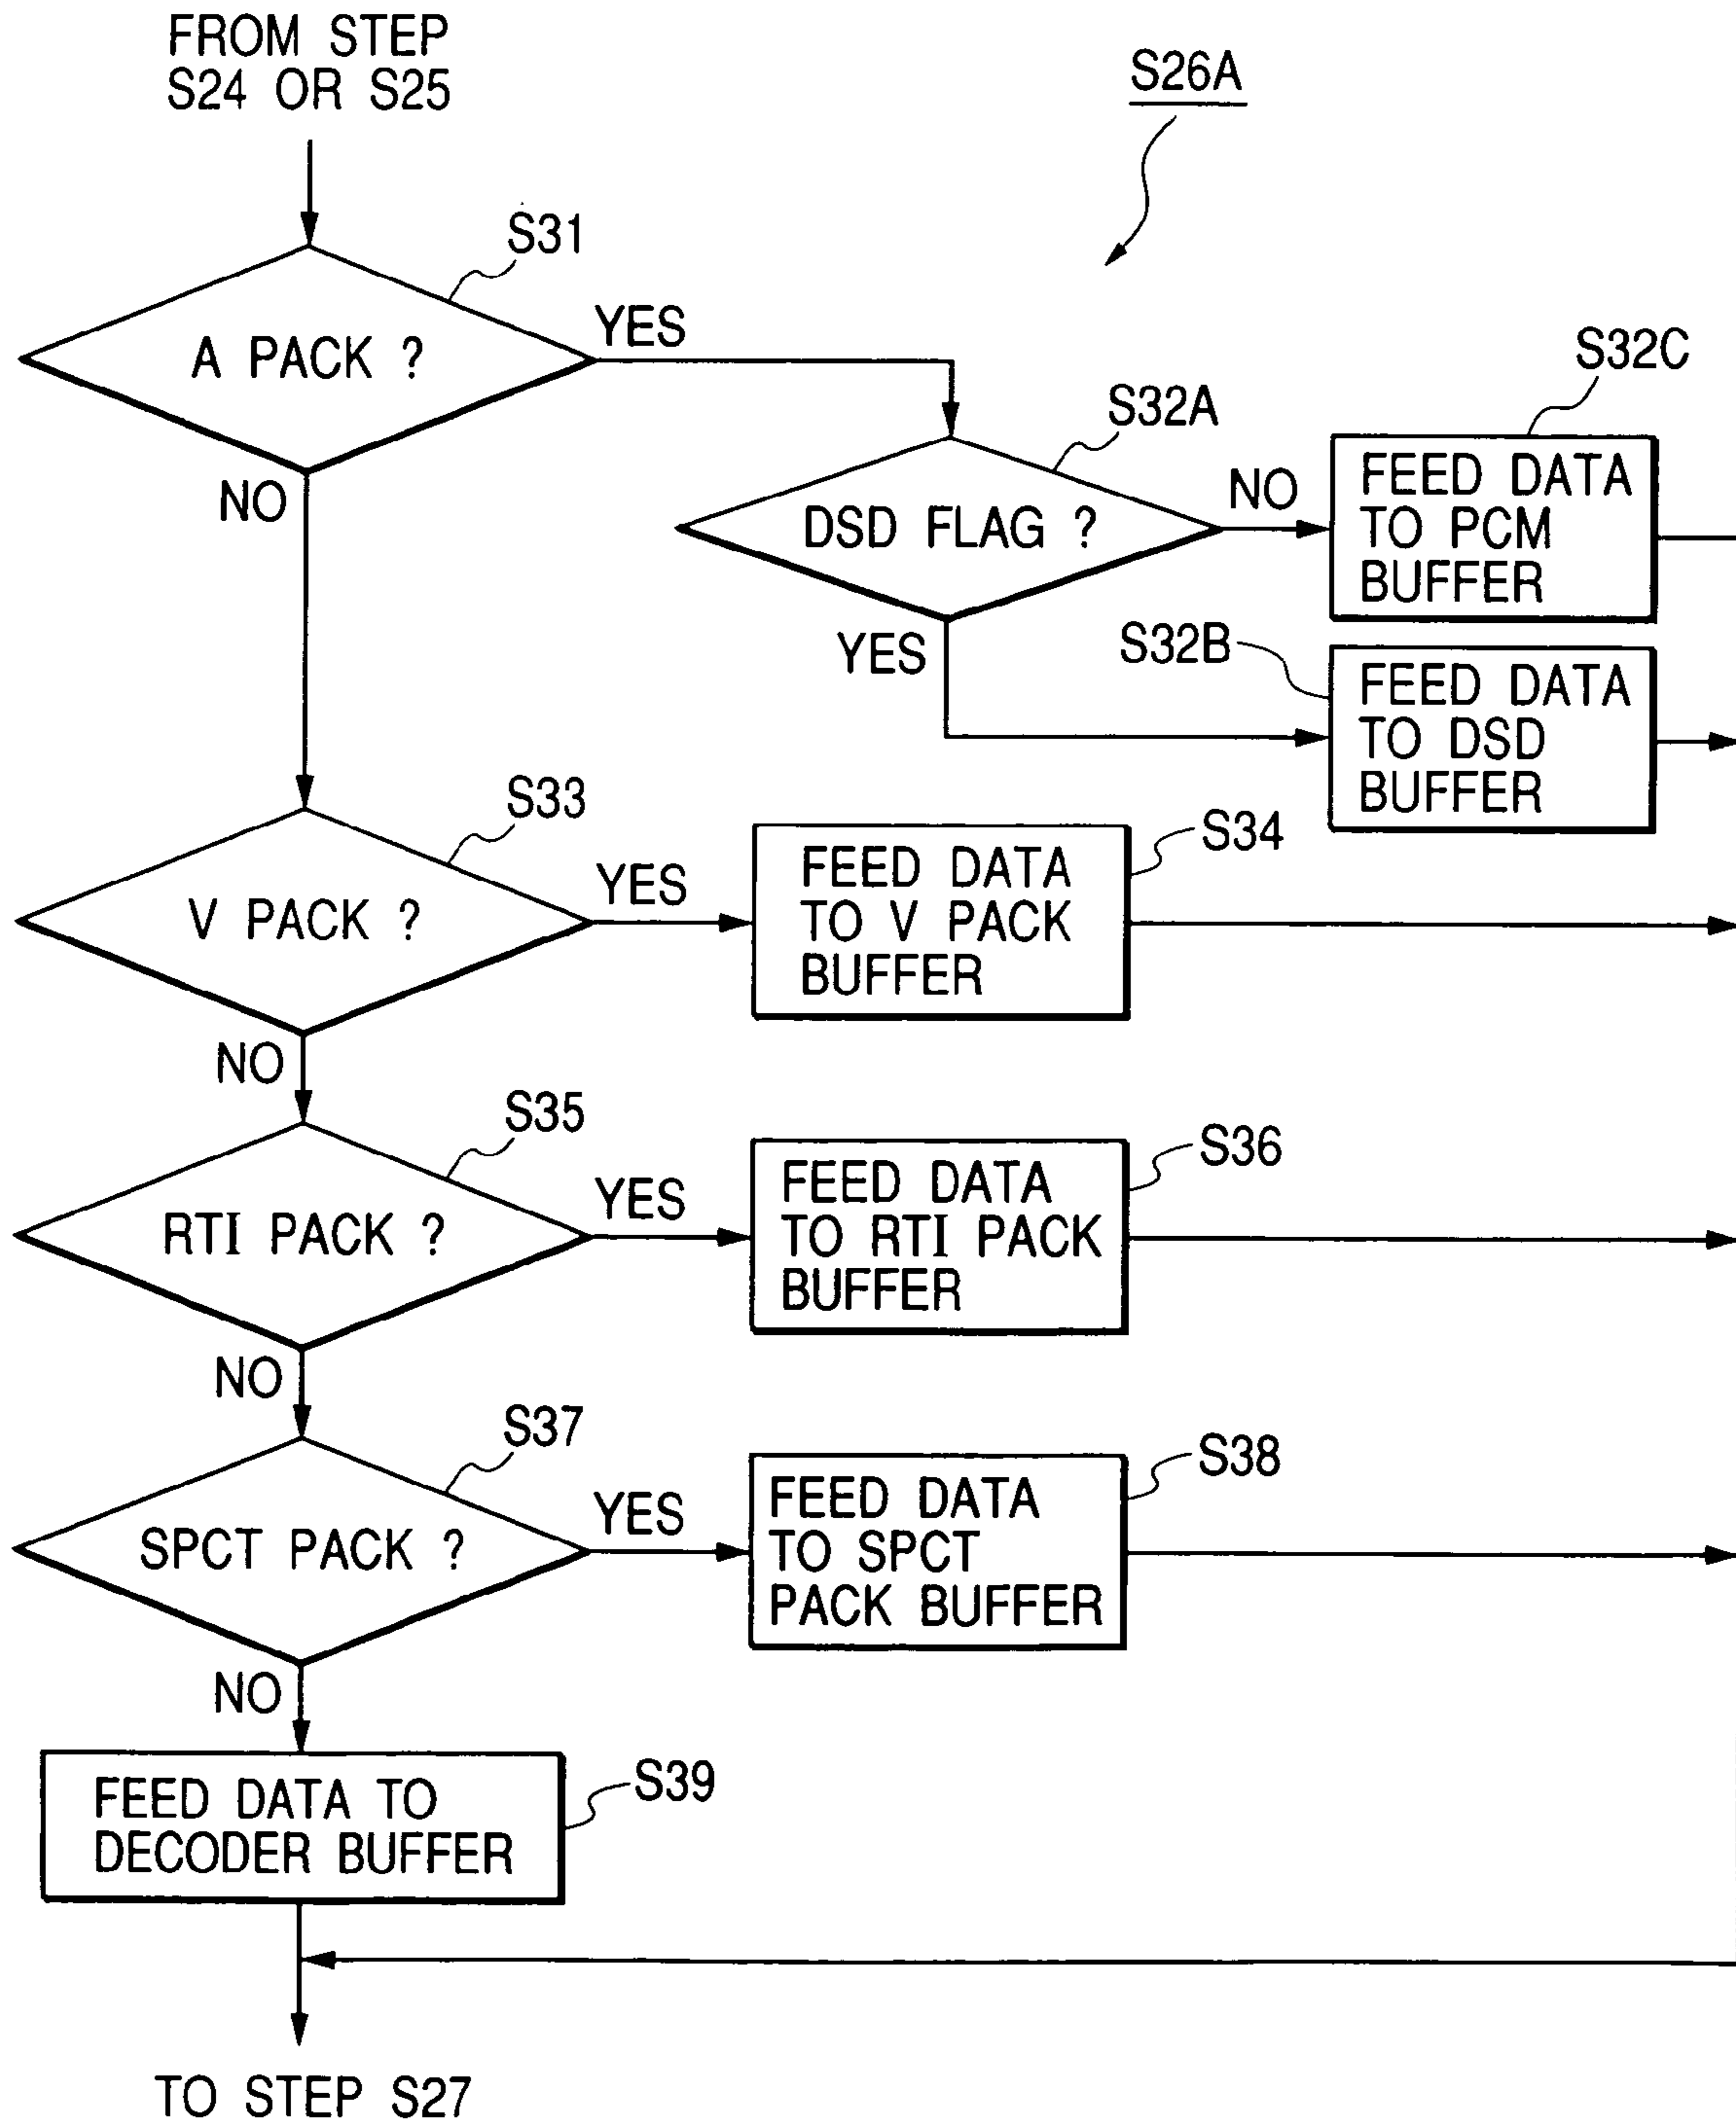 FROM STEP
S24 OR S25
S26A
S31
A PACK ?
YES
NO
S32A
DSD FLAG ?
NO
YES
S32C
FEED DATA
TO PCM
BUFFER
S32B
FEED DATA
TO DSD
BUFFER
S33
V PACK ?
YES
NO
S34
FEED DATA
TO V PACK
BUFFER
S35
RTI PACK ?
YES
NO
S36
FEED DATA
TO RTI PACK
BUFFER
S37
SPCT PACK ?
YES
NO
S38
FEED DATA
TO SPCT
PACK BUFFER
S39
FEED DATA TO
DECODER BUFFER
TO STEP S27